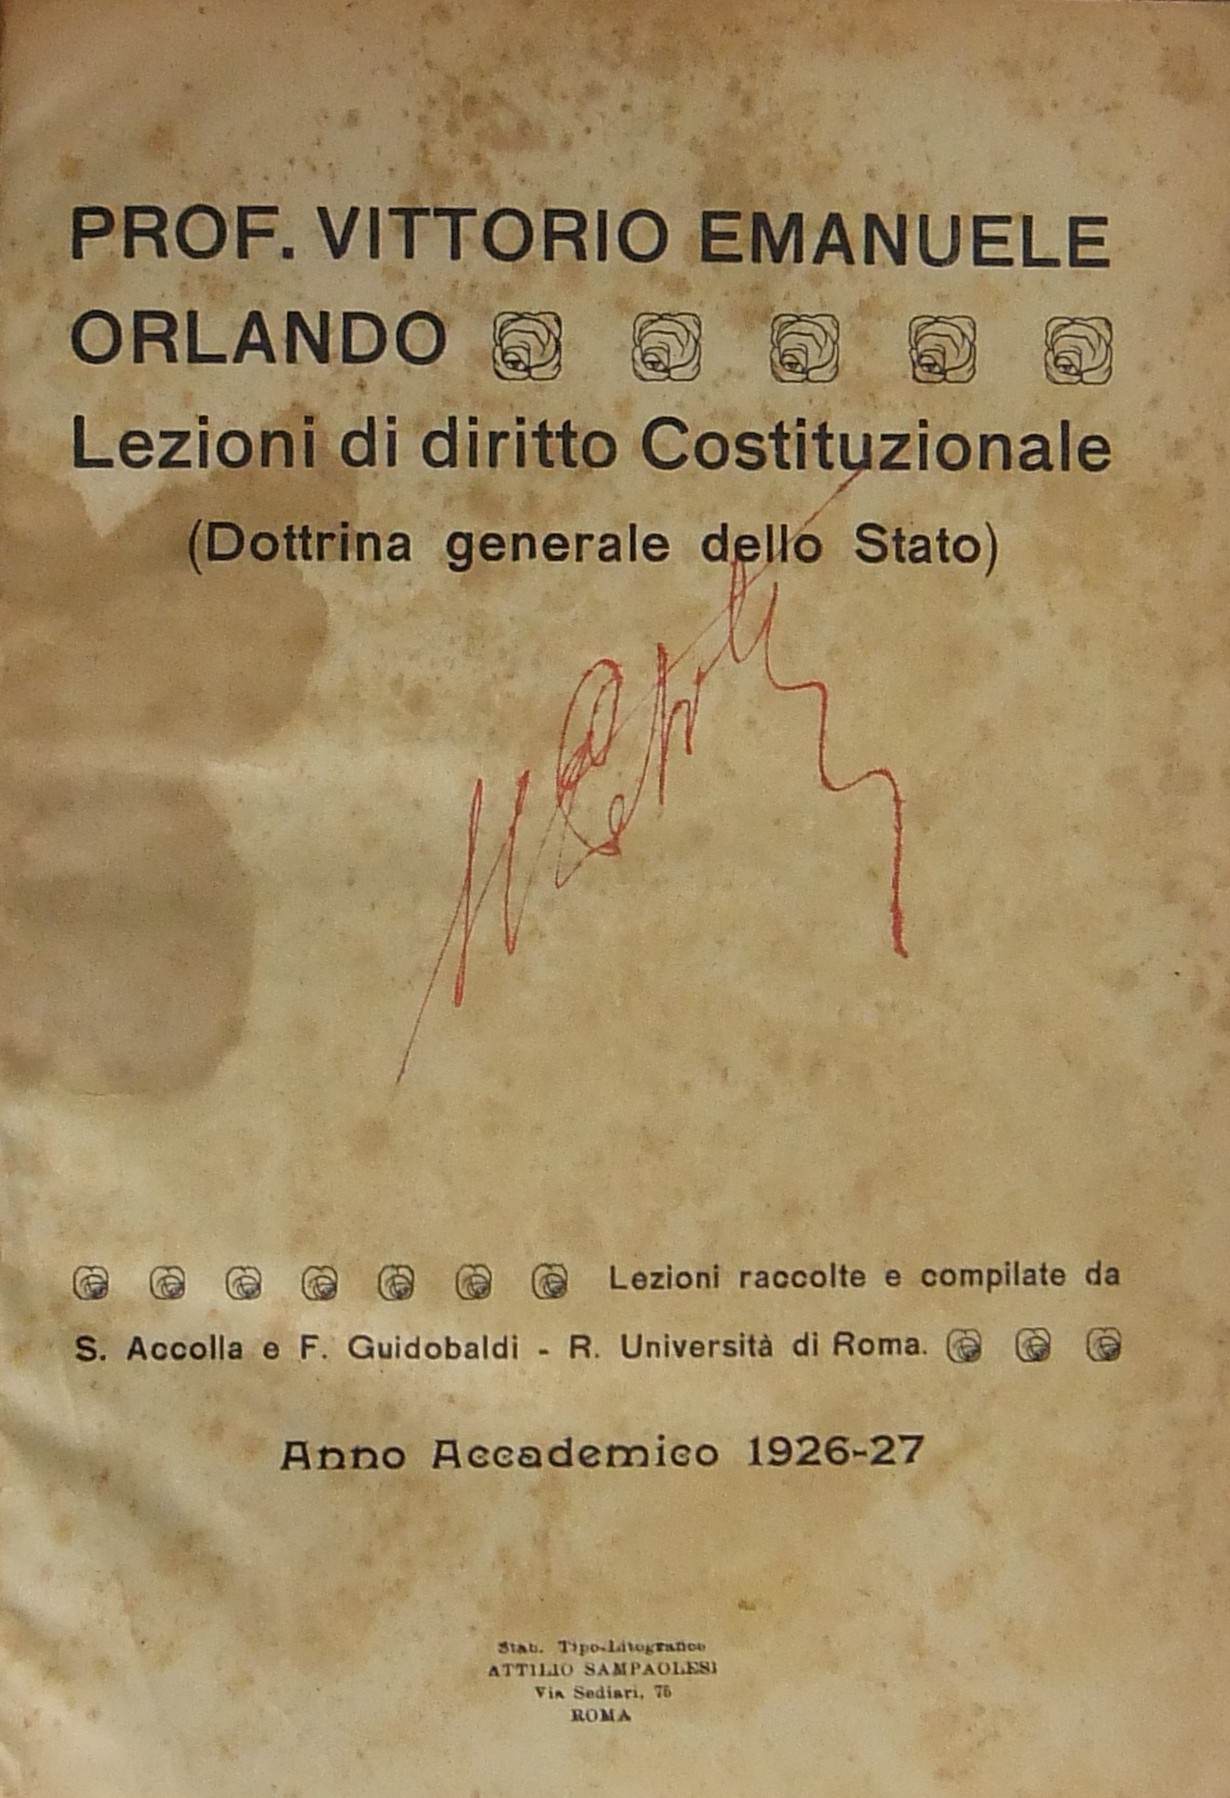 PROF. VITTORIO EMANUELE
ORLANDO
Lezioni di diritto Costituzionale
(Dottrina generale dello Stato)
Lezioni raccolte e compilate da
S. Accolla e F. Guidobaldi - R. Università di Roma.
Anno Accademico 1926-27
Stab. Tipo-Litografico
ATTILIO SAMPAOLESI
Via Sediari, 75
ROMA